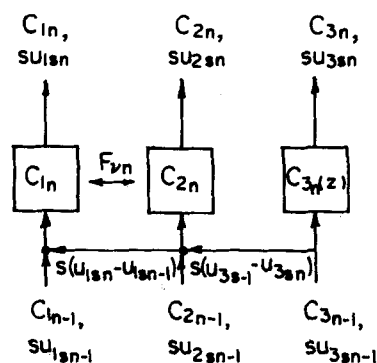 C1n, C2n, C3n,
su1sn su2sn su3sn
C1n Fνn C2n C3n(z)
s(u1sn-u1sn-1) s(u3s-1-u3sn)
C1n-1, C2n-1, C3n-1,
su1sn-1 su2sn-1 su3sn-1